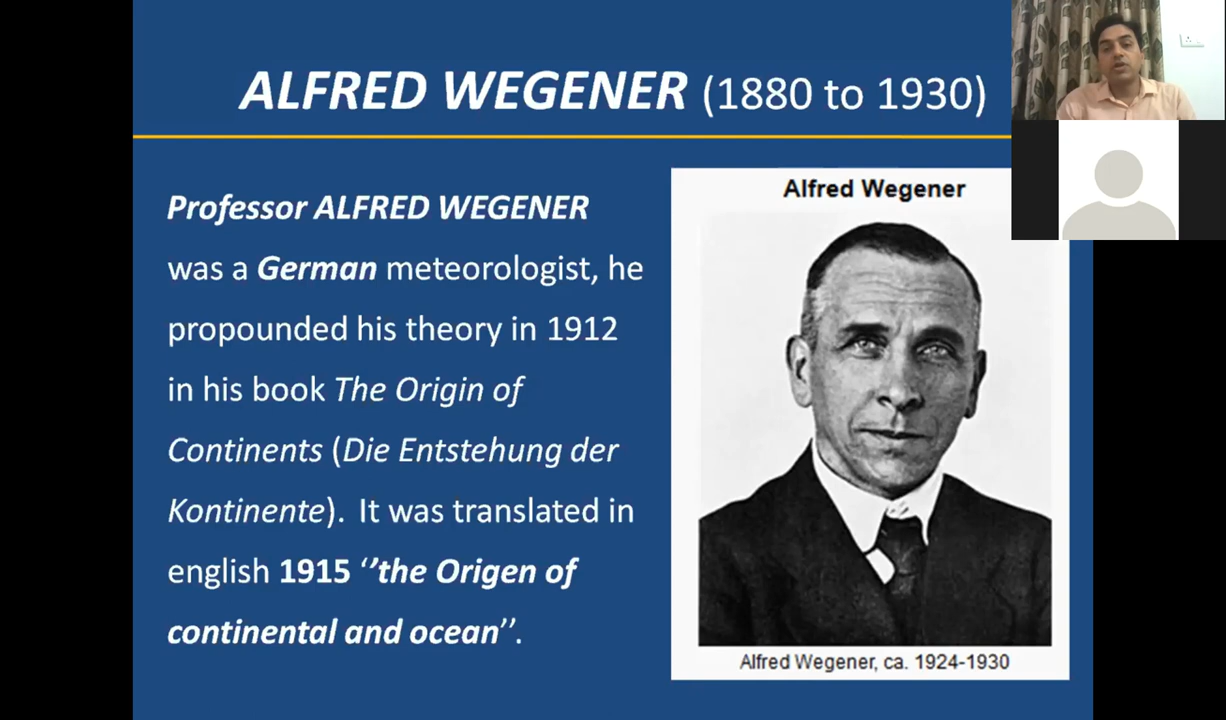 ALFRED WEGENER (1880 to 1930)
Professor ALFRED WEGENER
was a German meteorologist, he
propounded his theory in 1912
in his book The Origin of
Continents (Die Entstehung der
Kontinente). It was translated in
english 1915 ‘’the Origen of
continental and ocean’’.
Alfred Wegener
Alfred Wegener, ca. 1924-1930